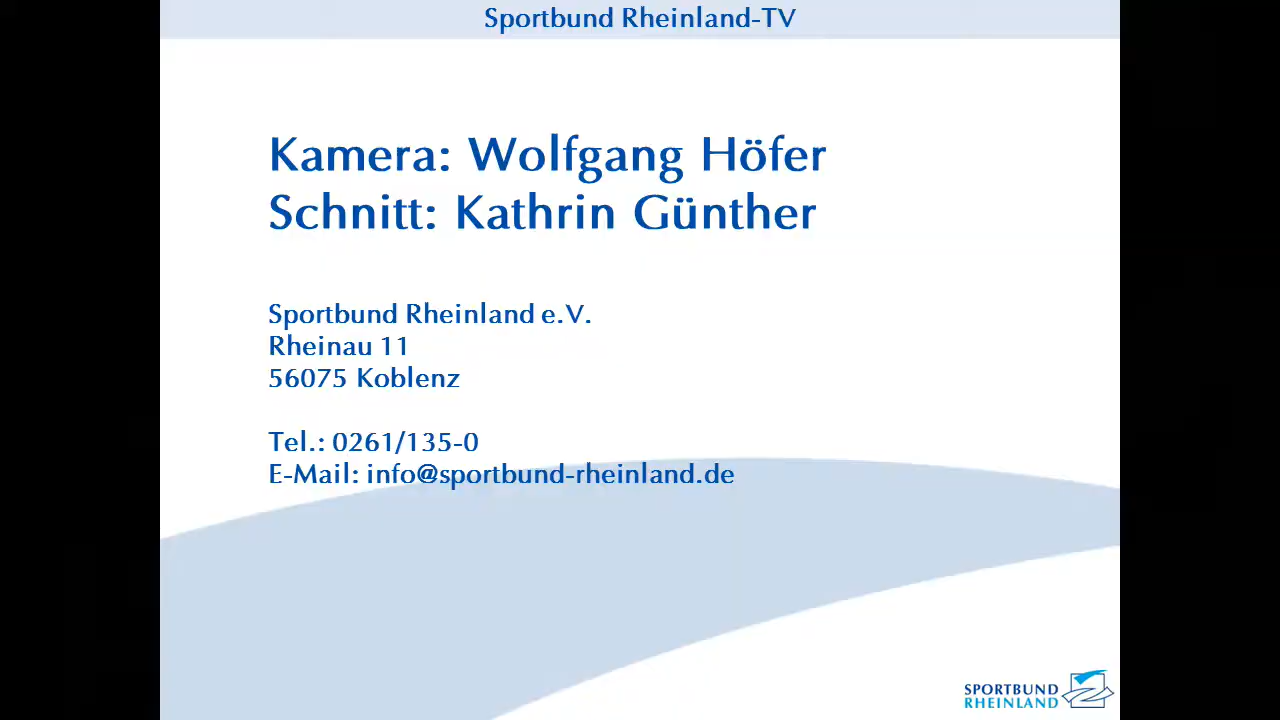 Sportbund Rheinland-TV
Kamera: Wolfgang Höfer
Schnitt: Kathrin Günther
Sportbund Rheinland e.V.
Rheinau 11
56075 Koblenz
Tel.: 0261/135-0
E-Mail: info@sportbund-rheinland.de
SPORTBUND
RHEINLAND